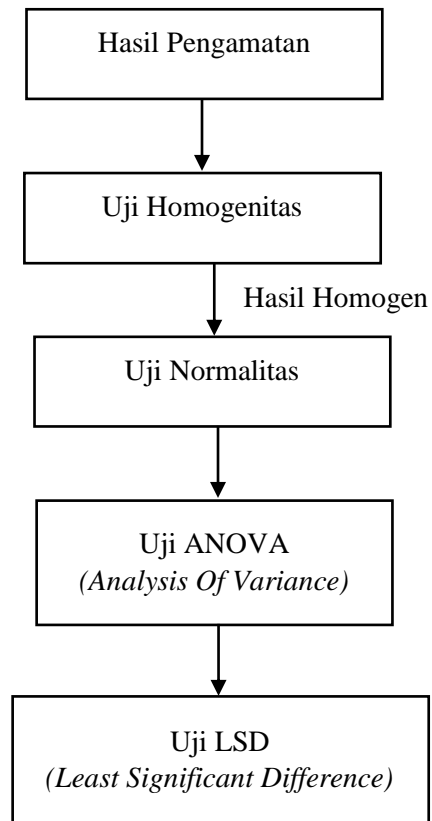 Hasil Pengamatan
Uji Homogenitas
Hasil Homogen
Uji Normalitas
Uji ANOVA
(Analysis Of Variance)
Uji LSD
(Least Significant Difference)